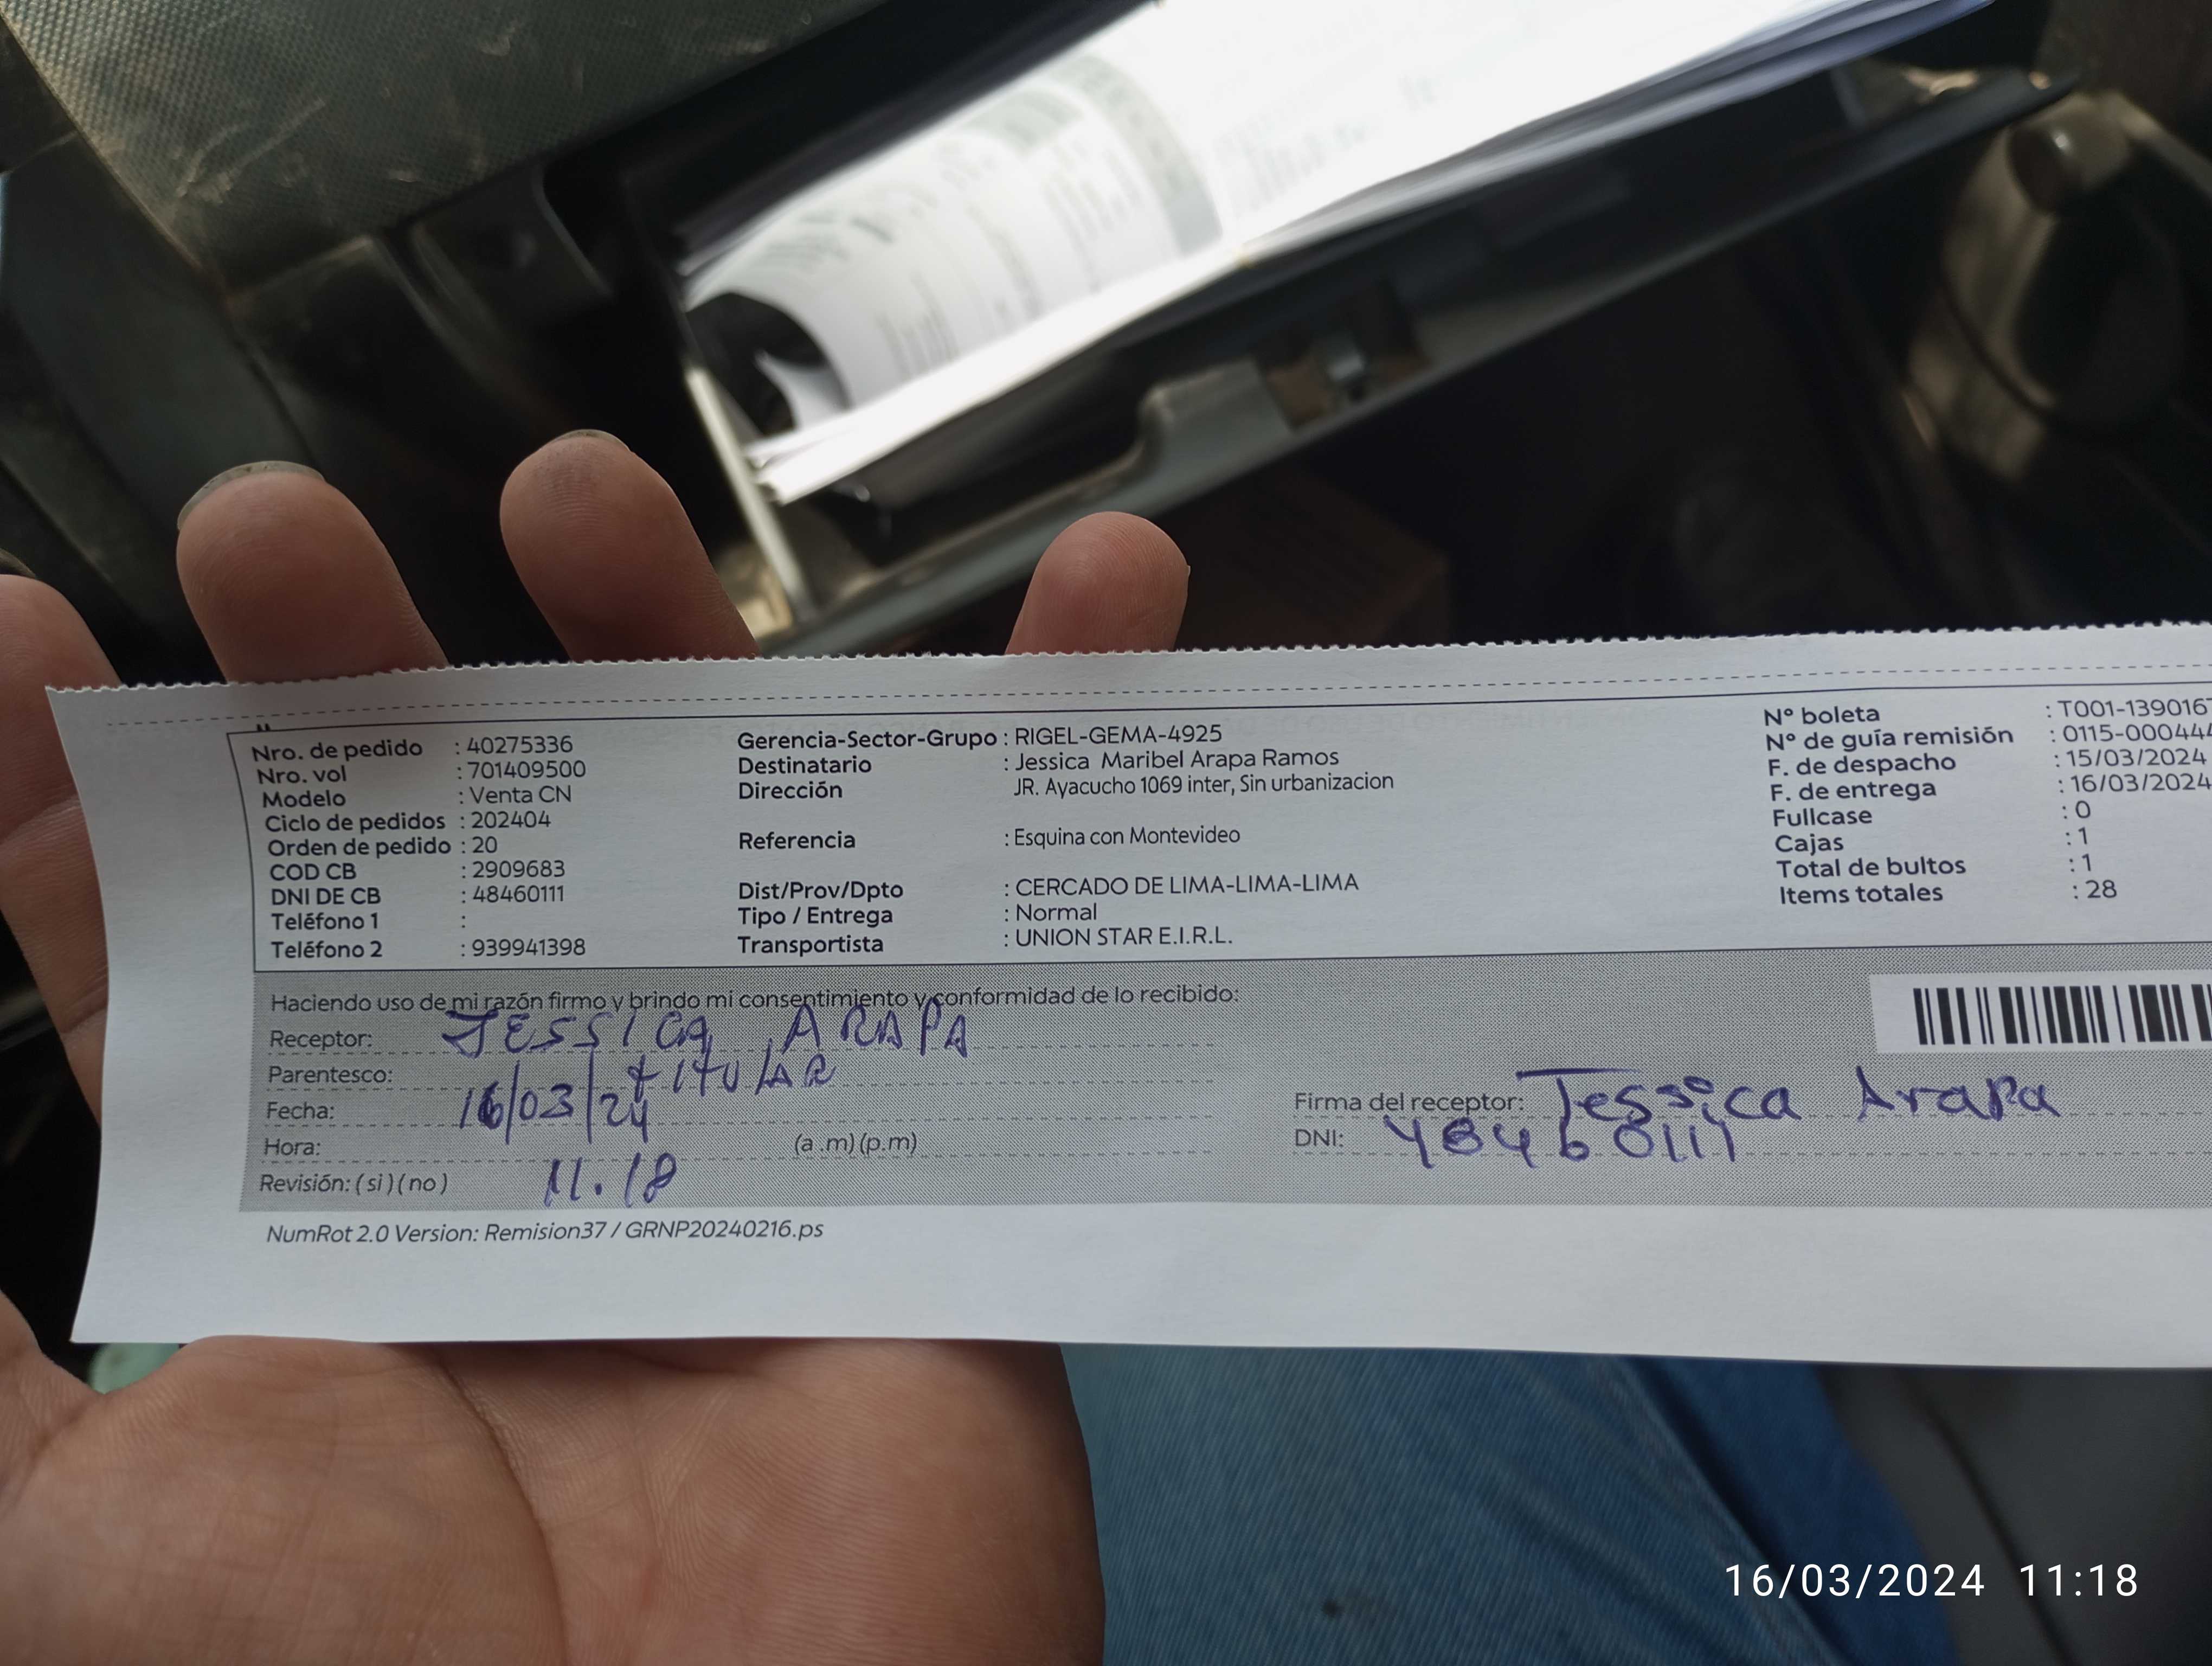 Nro. de pedido : 40275336
Nro. vol : 701409500
Modelo : Venta CN
Ciclo de pedidos : 202404
Orden de pedido : 20
COD CB : 2909683
DNI DE CB : 48460111
Teléfono 1 :
Teléfono 2 : 939941398
Gerencia-Sector-Grupo : RIGEL-GEMA-4925
Destinatario : Jessica Maribel Arapa Ramos
Dirección JR. Ayacucho 1069 inter, Sin urbanizacion
Referencia : Esquina con Montevideo
Dist/Prov/Dpto : CERCADO DE LIMA-LIMA-LIMA
Tipo / Entrega : Normal
Transportista : UNION STAR E.I.R.L.
Nº boleta : T001-139016
Nº de guía remisión : 0115-000444
F. de despacho : 15/03/2024
F. de entrega : 16/03/2024
Fullcase : 0
Cajas : 1
Total de bultos : 1
Items totales : 28
Haciendo uso de mi razón firmo y brindo mi consentimiento y conformidad de lo recibido:
Receptor: JESSICA ARAPA
Parentesco: titular
Fecha: 16/03/24
Hora: (a.m)(p.m)
Revisión: (si)(no) 11.18
Firma del receptor: Jessica Arapa
DNI: 48460111
NumRot 2.0 Version: Remision37 / GRNP20240216.ps
16/03/2024 11:18